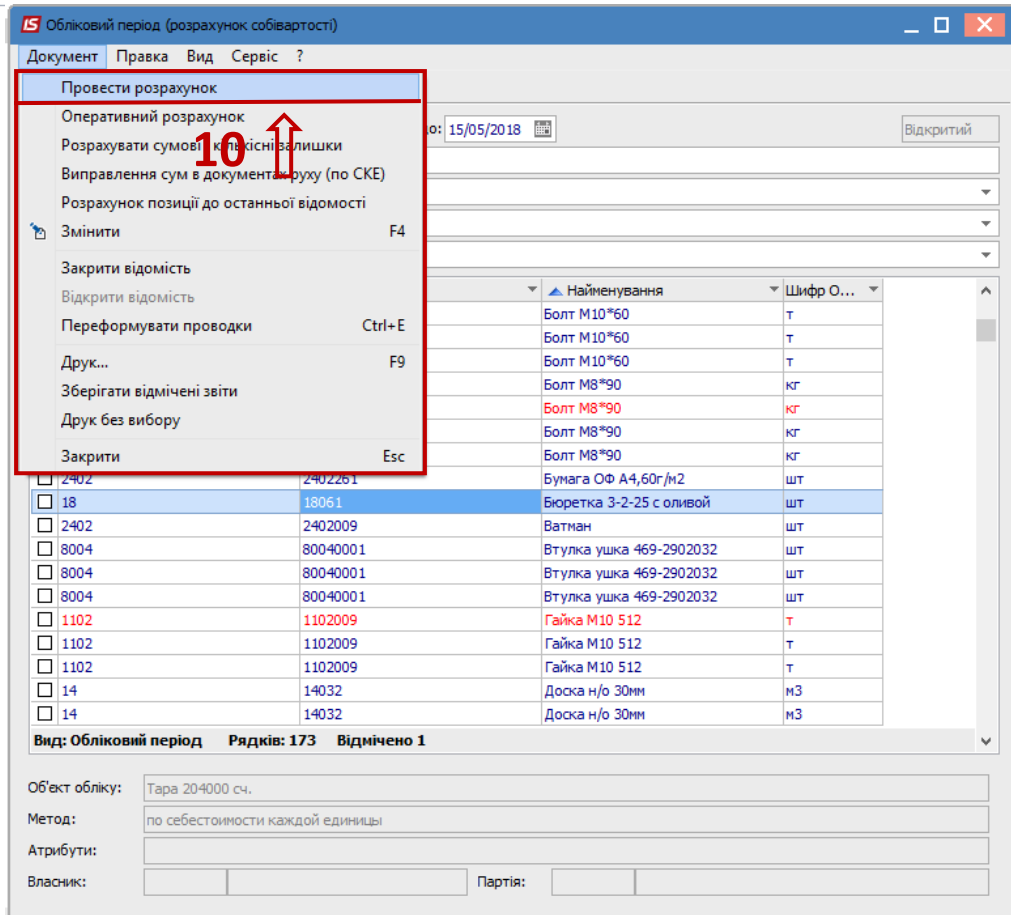 IS Обліковий період (розрахунок собівартості)
Документ Правка Вид Сервіс ?
Провести розрахунок
Оперативний розрахунок
до: 15/05/2018 Відкритий
10
Розрахувати сумові кількісні залишки
Виправлення сум в документах руху (по СКЕ)
Розрахунок позиції до останньої відомості
Змінити F4
Закрити відомість
Відкрити відомість
Переформувати проводки Ctrl+E
Друк... F9
Зберігати відмічені звіти
Друк без вибору
Закрити Esc
Найменування Шифр О...
Болт М10*60 т
Болт М10*60 т
Болт М10*60 т
Болт М8*90 кг
Болт М8*90 кг
Болт М8*90 кг
Болт М8*90 кг
2402 2402261 Бумага ОФ А4,60г/м2 шт
18 18061 Бюретка 3-2-25 с оливой шт
2402 2402009 Ватман шт
8004 80040001 Втулка ушка 469-2902032 шт
8004 80040001 Втулка ушка 469-2902032 шт
8004 80040001 Втулка ушка 469-2902032 шт
1102 1102009 Гайка М10 512 т
1102 1102009 Гайка М10 512 т
1102 1102009 Гайка М10 512 т
14 14032 Доска н/о 30мм м3
14 14032 Доска н/о 30мм м3
Вид: Обліковий період Рядків: 173 Відмічено 1
Об'єкт обліку: Тара 204000 сч.
Метод: по себестоимости каждой единицы
Атрибути:
Власник: Партія: